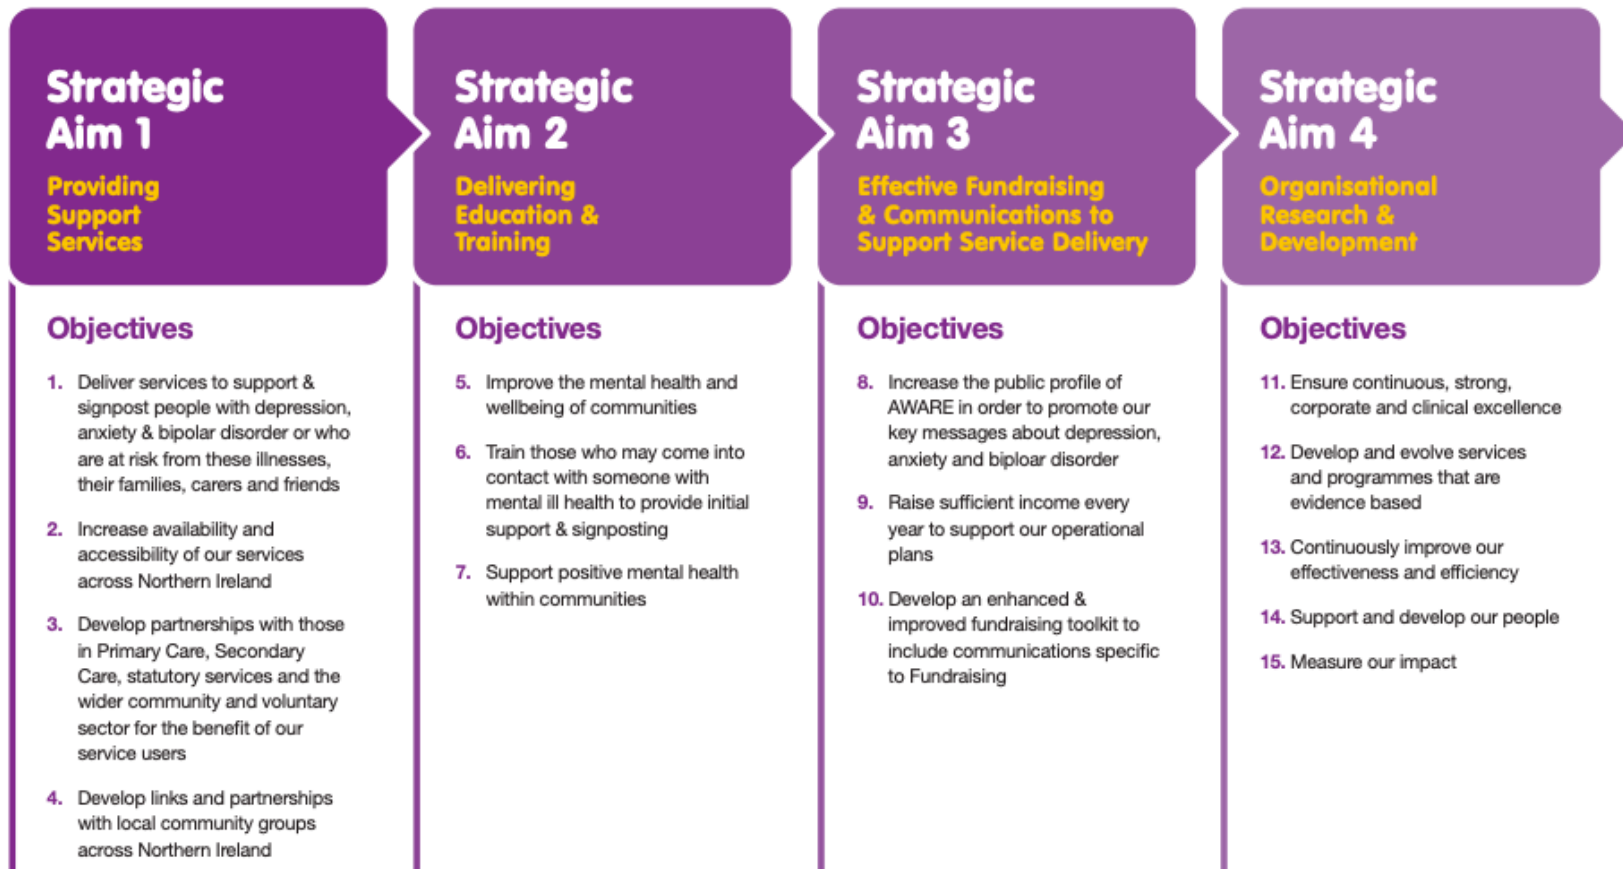 Strategic
Aim 1
Providing
Support
Services
Objectives
1. Deliver services to support &
signpost people with depression,
anxiety & bipolar disorder or who
are at risk from these illnesses,
their families, carers and friends
2. Increase availability and
accessibility of our services
across Northern Ireland
3. Develop partnerships with those
in Primary Care, Secondary
Care, statutory services and the
wider community and voluntary
sector for the benefit of our
service users
4. Develop links and partnerships
with local community groups
across Northern Ireland
Strategic
Aim 2
Delivering
Education &
Training
Objectives
5. Improve the mental health and
wellbeing of communities
6. Train those who may come into
contact with someone with
mental ill health to provide initial
support & signposting
7. Support positive mental health
within communities
Strategic
Aim 3
Effective Fundraising
& Communications to
Support Service Delivery
Objectives
8. Increase the public profile of
AWARE in order to promote our
key messages about depression,
anxiety and biploar disorder
9. Raise sufficient income every
year to support our operational
plans
10. Develop an enhanced &
improved fundraising toolkit to
include communications specific
to Fundraising
Strategic
Aim 4
Organisational
Research &
Development
Objectives
11. Ensure continuous, strong,
corporate and clinical excellence
12. Develop and evolve services
and programmes that are
evidence based
13. Continuously improve our
effectiveness and efficiency
14. Support and develop our people
15. Measure our impact